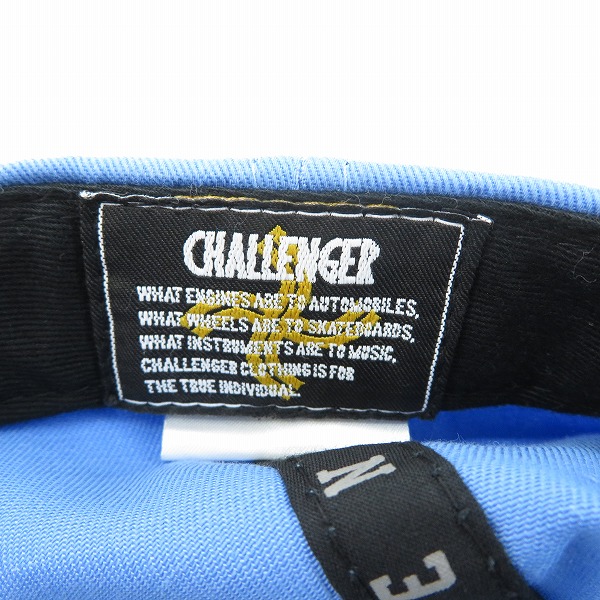 CHALLENGER
WHAT ENGINES ARE TO AUTOMOBILES,
WHAT WHEELS ARE TO SKATEBOARDS,
WHAT INSTRUMENTS ARE TO MUSIC,
CHALLENGER CLOTHING IS FOR
THE TRUE INDIVIDUAL.
N
E